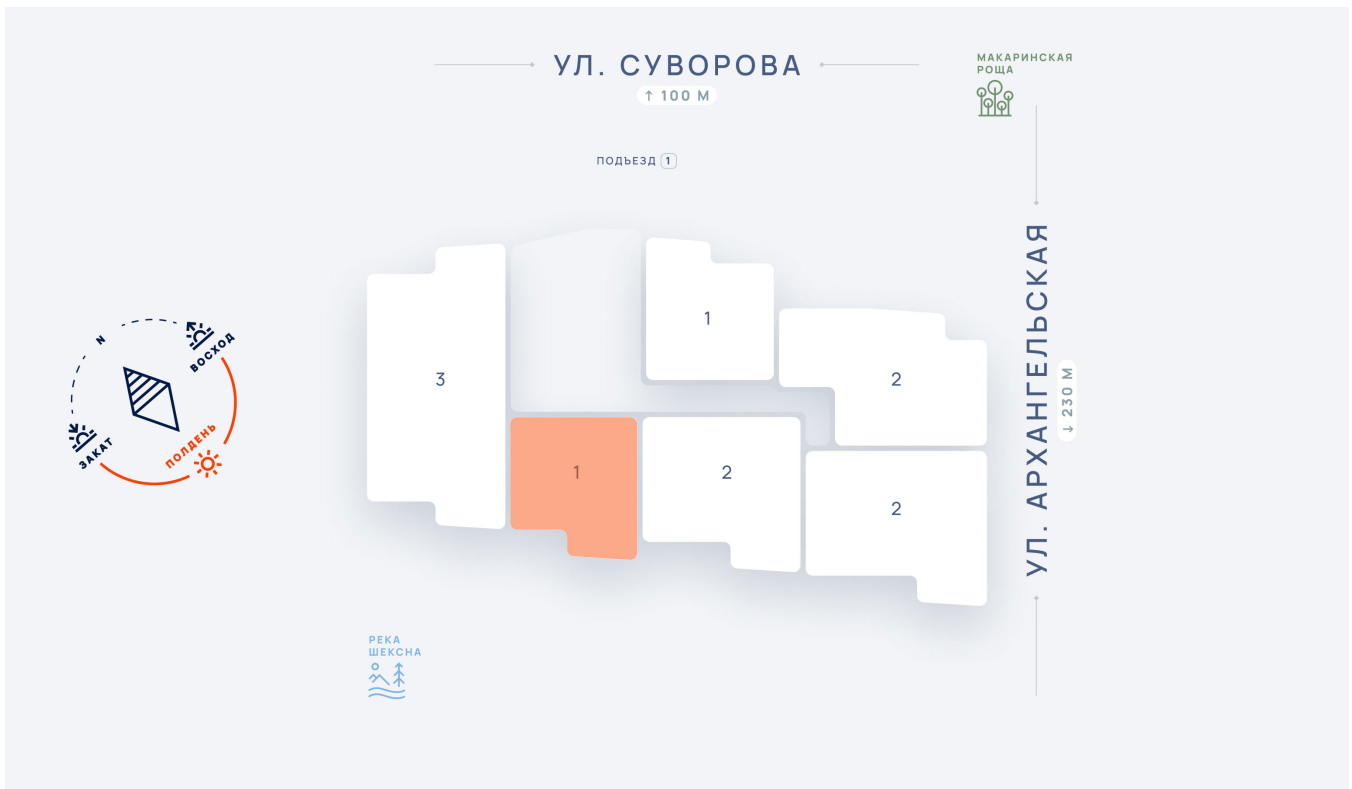 УЛ. СУВОРОВА
↑ 100 М
МАКАРИНСКАЯ
РОЩА
ПОДЪЕЗД 1
УЛ. АРХАНГЕЛЬСКАЯ
↓ 230 М
N
ВОСХОД
ПОЛДЕНЬ
ЗАКАТ
1
3
2
1
2
2
РЕКА
ШЕКСНА